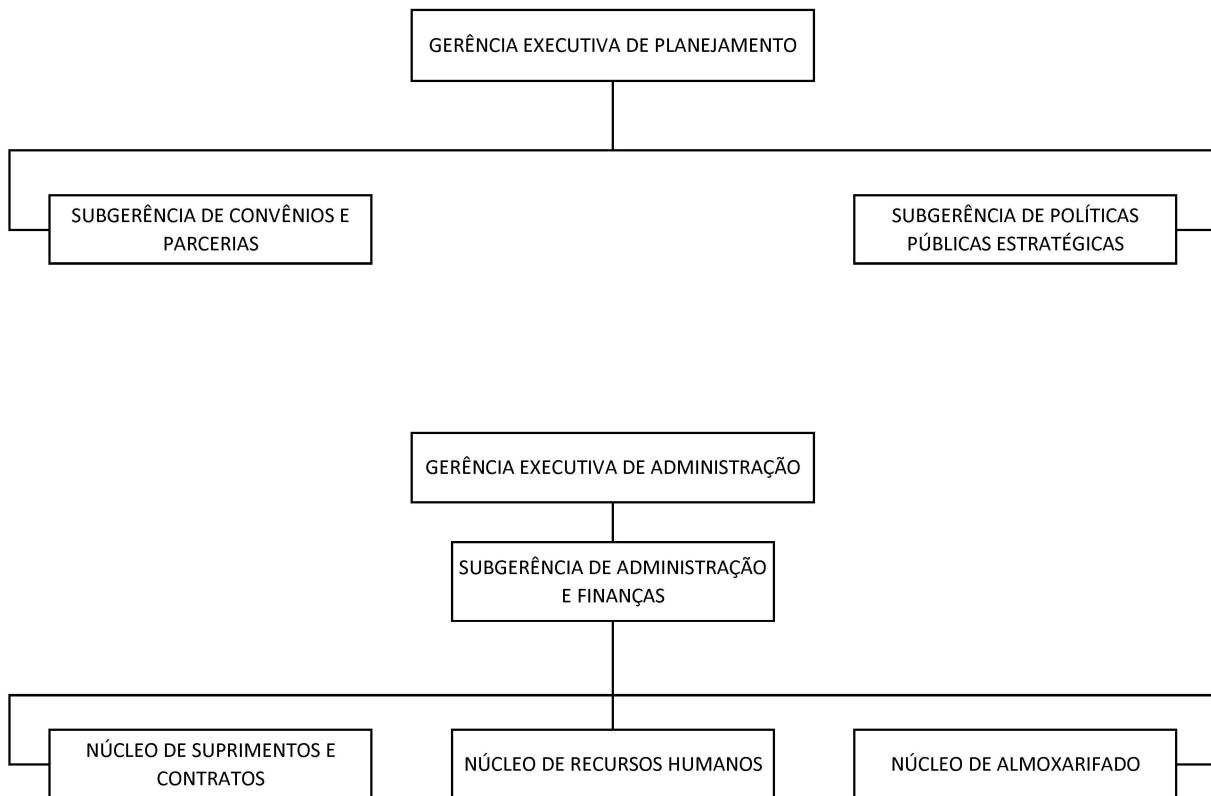 GERÊNCIA EXECUTIVA DE PLANEJAMENTO
SUBGERÊNCIA DE CONVÊNIOS E
PARCERIAS
SUBGERÊNCIA DE POLÍTICAS
PÚBLICAS ESTRATÉGICAS
GERÊNCIA EXECUTIVA DE ADMINISTRAÇÃO
SUBGERÊNCIA DE ADMINISTRAÇÃO
E FINANÇAS
NÚCLEO DE SUPRIMENTOS E
CONTRATOS
NÚCLEO DE RECURSOS HUMANOS
NÚCLEO DE ALMOXARIFADO